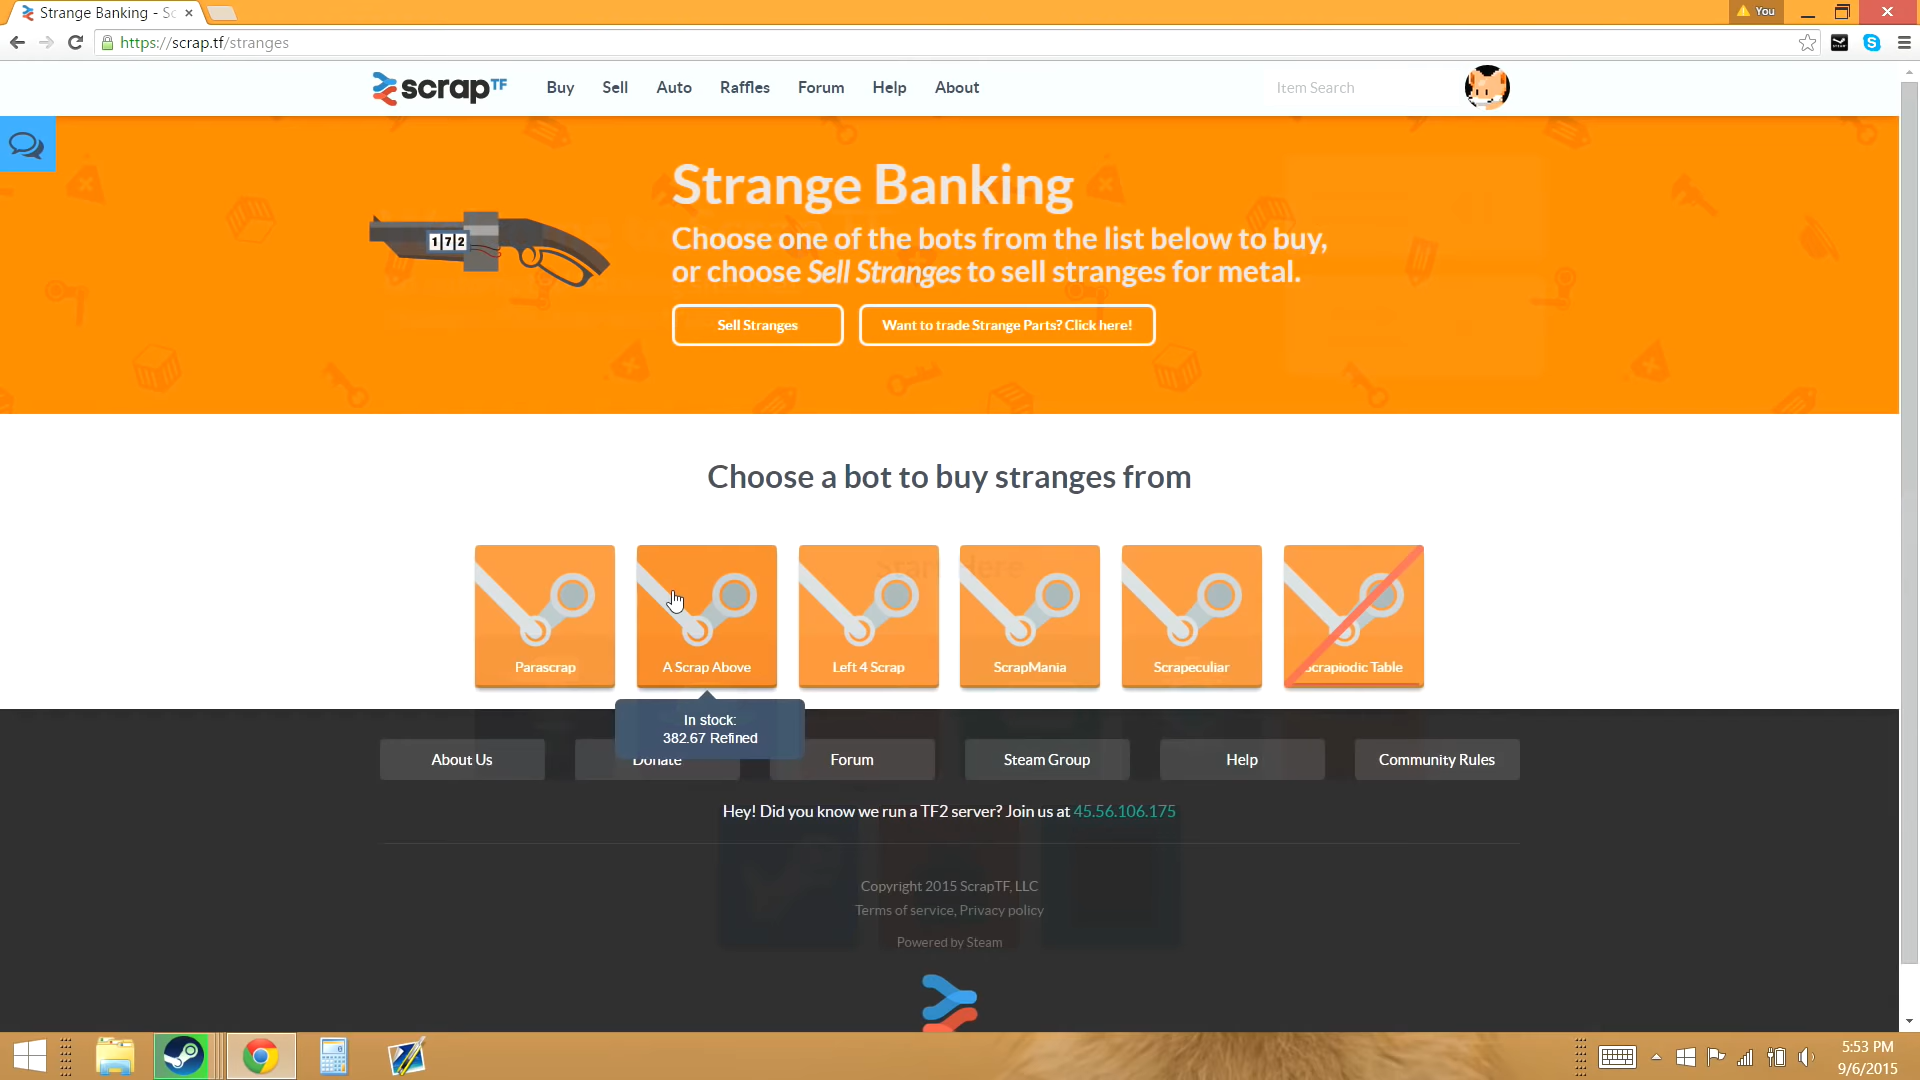 Strange Banking - Sc
You
https://scrap.tf/stranges
scrapTF
Buy
Sell
Auto
Raffles
Forum
Help
About
Item Search
172
Strange Banking
Choose one of the bots from the list below to buy,
or choose Sell Stranges to sell stranges for metal.
Sell Stranges
Want to trade Strange Parts? Click here!
Choose a bot to buy stranges from
Start Here
Parascrap
A Scrap Above
Left 4 Scrap
ScrapMania
Scrapeculiar
Scrapiodic Table
In stock:
382.67 Refined
About Us
Donate
Forum
Steam Group
Help
Community Rules
Hey! Did you know we run a TF2 server? Join us at 45.56.106.175
Copyright 2015 ScrapTF, LLC
Terms of service, Privacy policy
Powered by Steam
5:53 PM
9/6/2015